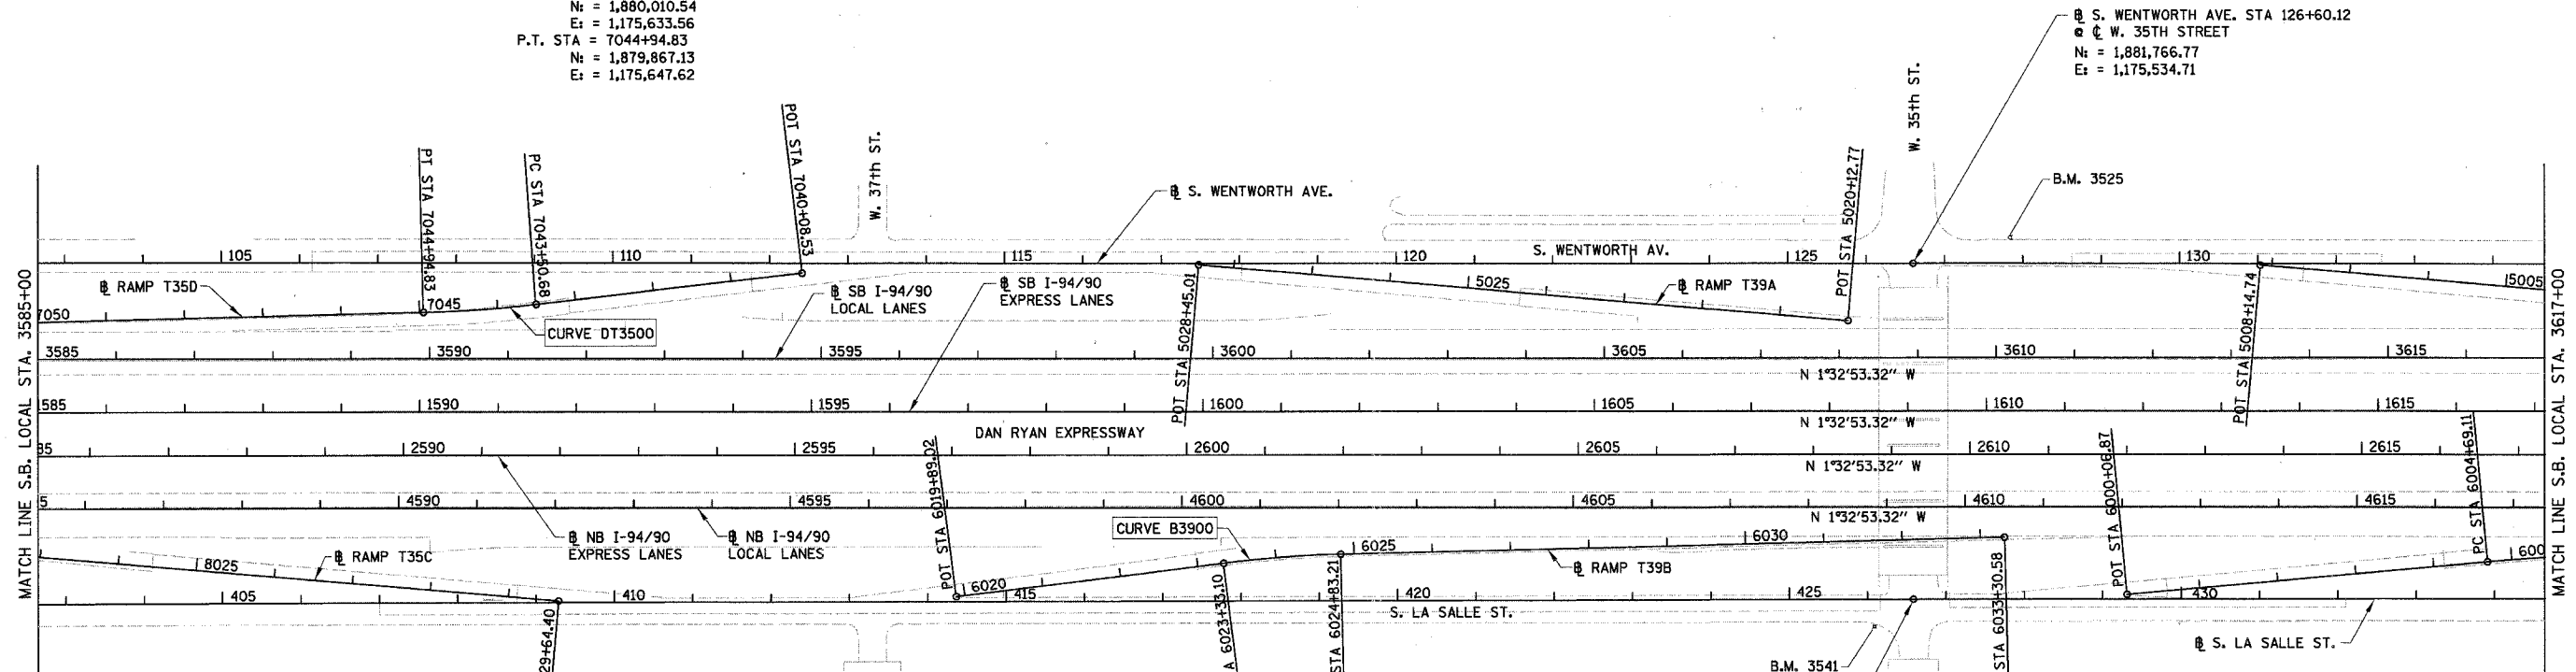 N: = 1,880,010.54
E: = 1,175,633.56
P.T. STA = 7044+94.83
N: = 1,879,867.13
E: = 1,175,647.62
℄ S. WENTWORTH AVE. STA 126+60.12
@ ℄ W. 35TH STREET
N: = 1,881,766.77
E: = 1,175,534.71
POT STA 7040+08.53
W. 37th ST.
W. 35th ST.
PT STA 7044+94.83
PC STA 7043+50.68
℄ S. WENTWORTH AVE.
POT STA 5020+12.77
B.M. 3525
105
110
115
120
S. WENTWORTH AV.
125
130
MATCH LINE S.B. LOCAL STA. 3585+00
℄ RAMP T35D
7050
7045
CURVE DT3500
℄ SB I-94/90
LOCAL LANES
℄ SB I-94/90
EXPRESS LANES
POT STA 5028+45.01
5025
℄ RAMP T39A
POT STA 5008+14.74
5005
MATCH LINE S.B. LOCAL STA. 3617+00
3585
3590
3595
3600
3605
3610
3615
N 1°32'53.32" W
585
1590
1595
1600
1605
1610
1615
DAN RYAN EXPRESSWAY
N 1°32'53.32" W
85
2590
2595
2600
2605
2610
2615
N 1°32'53.32" W
POT STA 6019+89.02
POT STA 6000+06.87
PC STA 6004+69.11
5
4590
4595
4600
4605
4610
4615
N 1°32'53.32" W
℄ NB I-94/90
EXPRESS LANES
℄ NB I-94/90
LOCAL LANES
CURVE B3900
8025
℄ RAMP T35C
6020
6025
6030
℄ RAMP T39B
600
405
410
415
420
425
430
S. LA SALLE ST.
29+64.40
A 6023+33.10
STA 6024+83.21
STA 6033+30.58
B.M. 3541
℄ S. LA SALLE ST.